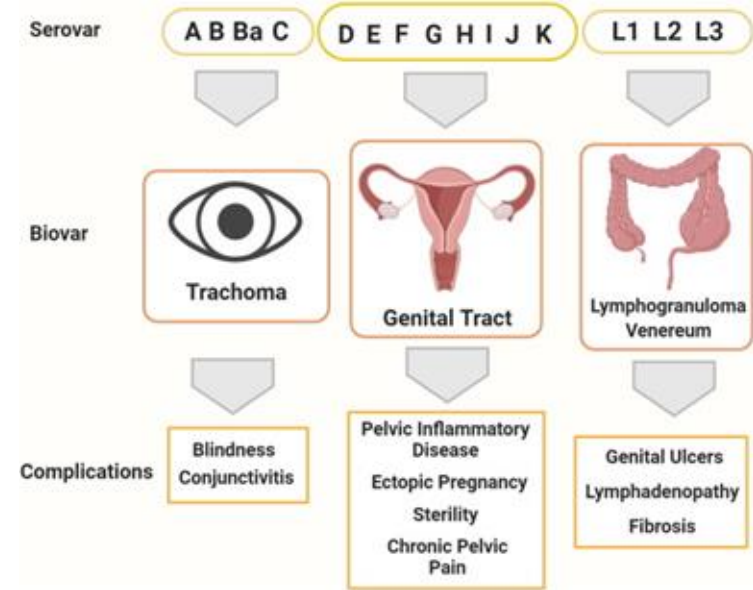 Serovar
A B Ba C
D E F G H I J K
L1 L2 L3
Biovar
Trachoma
Genital Tract
Lymphogranuloma
Venereum
Complications
Blindness
Conjunctivitis
Pelvic Inflammatory
Disease
Ectopic Pregnancy
Sterility
Chronic Pelvic
Pain
Genital Ulcers
Lymphadenopathy
Fibrosis